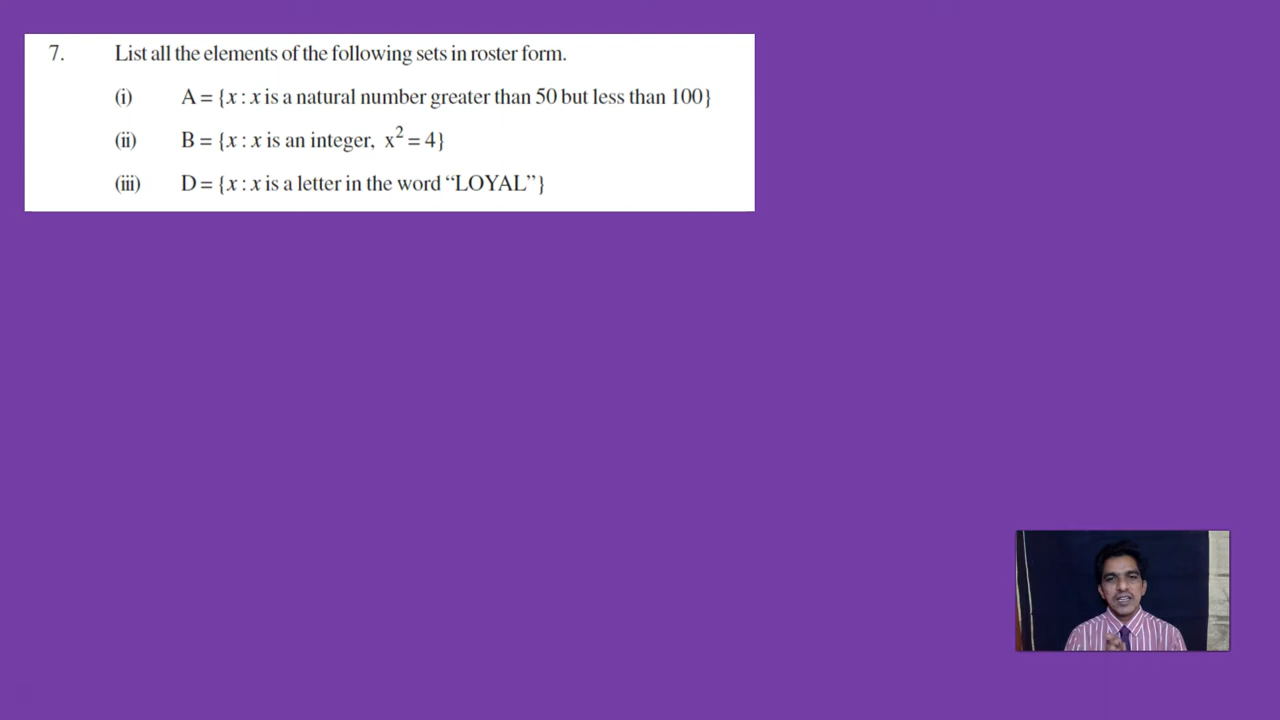 7. List all the elements of the following sets in roster form.
(i) A = {x : x is a natural number greater than 50 but less than 100}
(ii) B = {x : x is an integer, x² = 4}
(iii) D = {x : x is a letter in the word “LOYAL”}